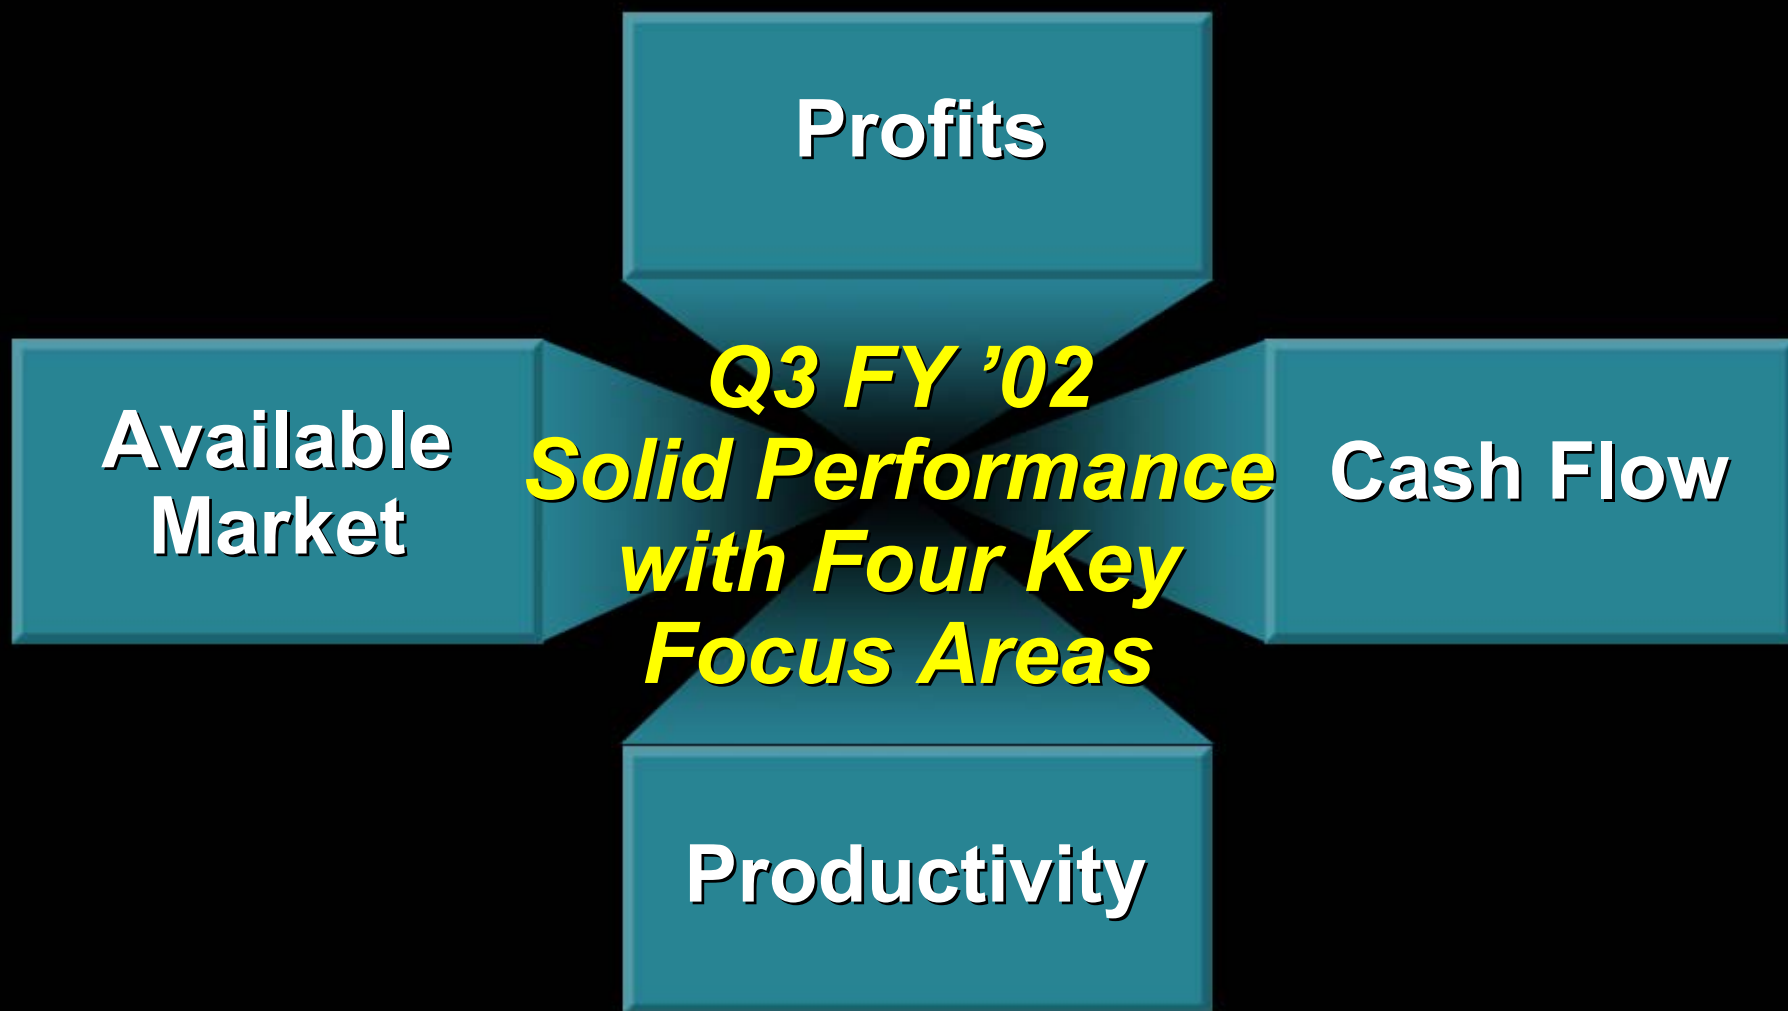 Profits
Available
Market
Q3 FY ’02
Solid Performance
with Four Key
Focus Areas
Cash Flow
Productivity